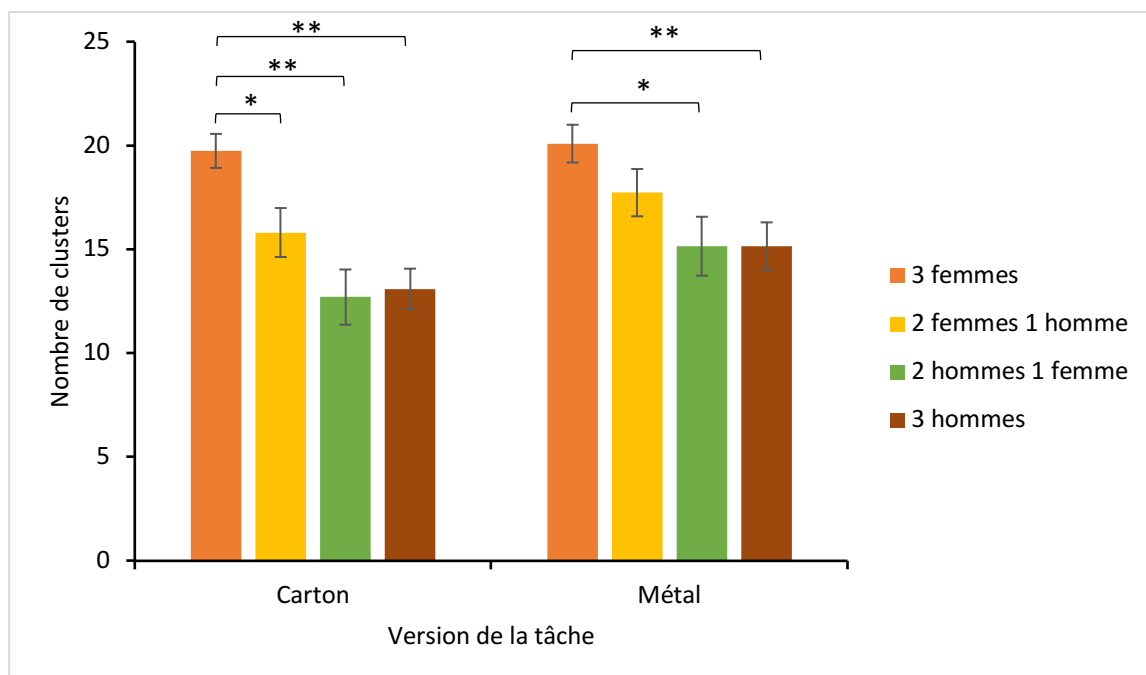 **
**
*
**
*
25
20
15
10
5
0
Nombre de clusters
Carton
Métal
Version de la tâche
3 femmes
2 femmes 1 homme
2 hommes 1 femme
3 hommes